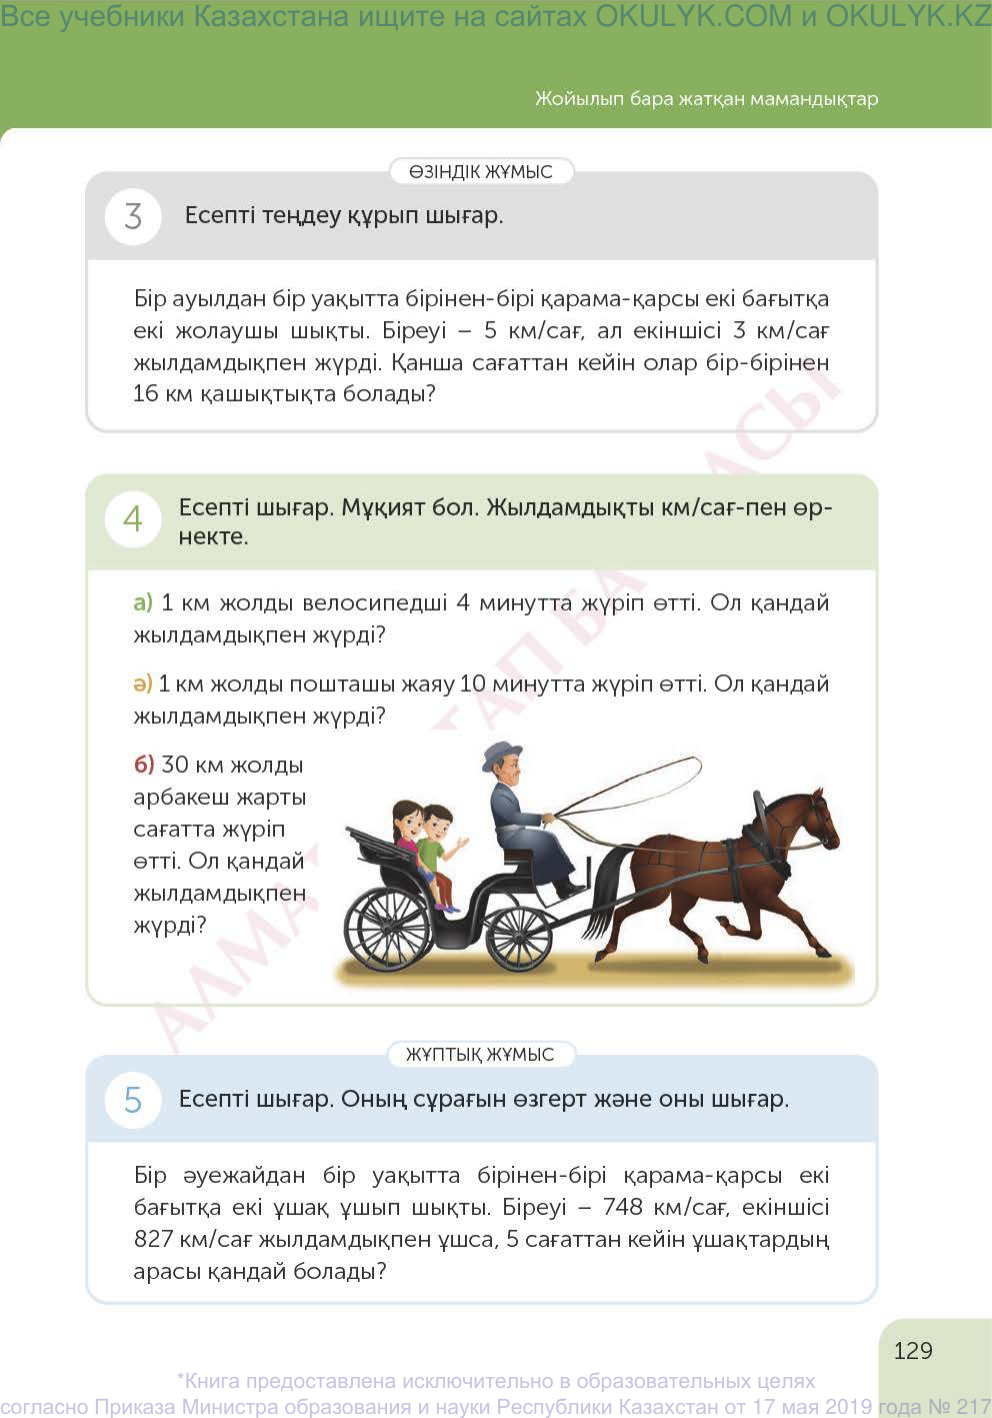 Все учебники Казахстана ищите на сайтах OKULYK.COM и OKULYK.KZ
Жойылып бара жатқан мамандықтар
ӨЗІНДІК ЖҰМЫС
3
Есепті теңдеу құрып шығар.
Бір ауылдан бір уақытта бірінен-бірі қарама-қарсы екі бағытқа
екі жолаушы шықты. Біреуі – 5 км/сағ, ал екіншісі 3 км/сағ
жылдамдықпен жүрді. Қанша сағаттан кейін олар бір-бірінен
16 км қашықтықта болады?
4
Есепті шығар. Мұқият бол. Жылдамдықты км/сағ-пен өр-
некте.
а) 1 км жолды велосипедші 4 минутта жүріп өтті. Ол қандай
жылдамдықпен жүрді?
ә) 1 км жолды пошташы жаяу 10 минутта жүріп өтті. Ол қандай
жылдамдықпен жүрді?
б) 30 км жолды
арбакеш жарты
сағатта жүріп
өтті. Ол қандай
жылдамдықпен
жүрді?
ЖҰПТЫҚ ЖҰМЫС
5
Есепті шығар. Оның сұрағын өзгерт және оны шығар.
Бір әуежайдан бір уақытта бірінен-бірі қарама-қарсы екі
бағытқа екі ұшақ ұшып шықты. Біреуі – 748 км/сағ, екіншісі
827 км/сағ жылдамдықпен ұшса, 5 сағаттан кейін ұшақтардың
арасы қандай болады?
129
*Книга предоставлена исключительно в образовательных целях
согласно Приказа Министра образования и науки Республики Казахстан от 17 мая 2019 года № 217